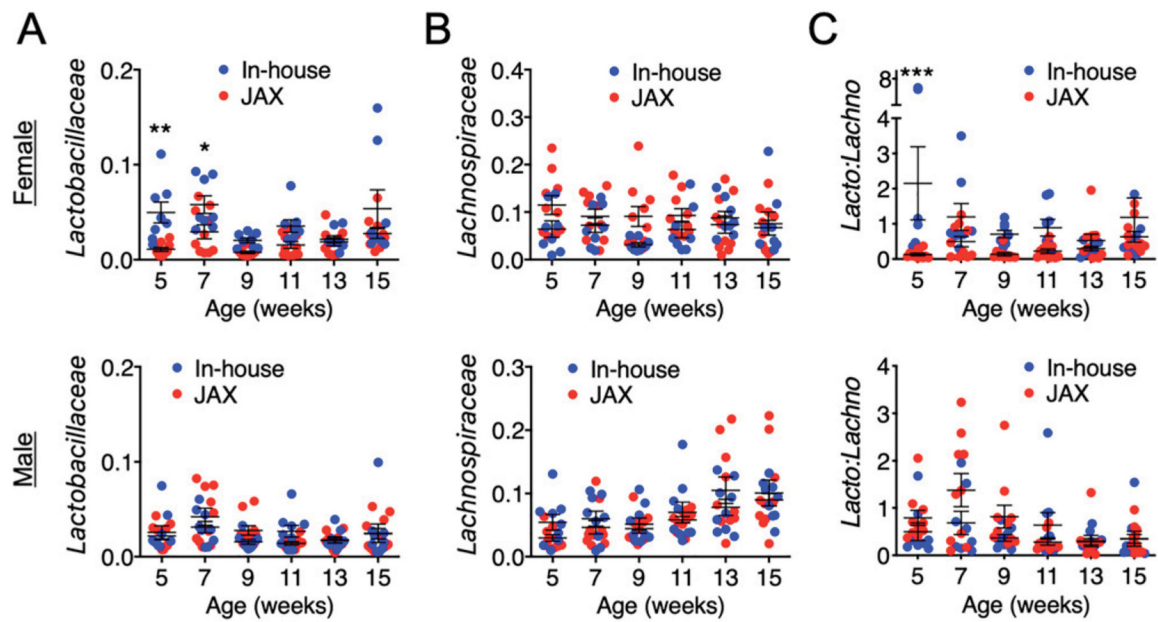 A
B
C
Female
Lactobacillaceae
0.2
0.1
0.0
In-house
JAX
**
*
5 7 9 11 13 15
Age (weeks)
Lachnospiraceae
0.4
0.3
0.2
0.1
0.0
In-house
JAX
5 7 9 11 13 15
Age (weeks)
Lacto:Lachno
8
4
3
2
1
0
***
In-house
JAX
5 7 9 11 13 15
Age (weeks)
Male
Lactobacillaceae
0.2
0.1
0.0
In-house
JAX
5 7 9 11 13 15
Age (weeks)
Lachnospiraceae
0.3
0.2
0.1
0.0
In-house
JAX
5 7 9 11 13 15
Age (weeks)
Lacto:Lachno
4
3
2
1
0
In-house
JAX
5 7 9 11 13 15
Age (weeks)